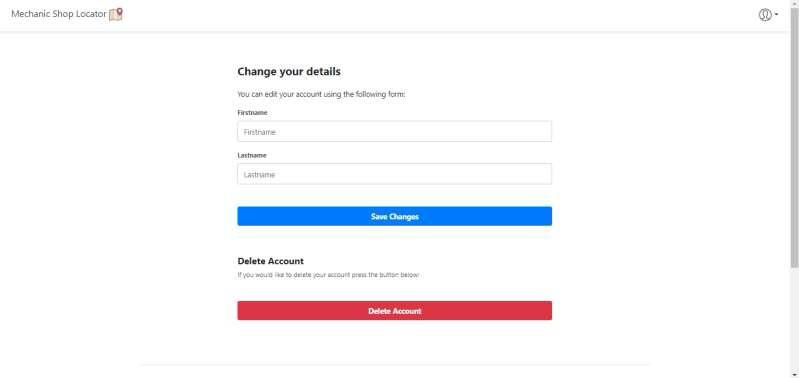 Mechanic Shop Locator
Change your details
You can edit your account using the following form:
Firstname
Firstname
Lastname
Lastname
Save Changes
Delete Account
If you would like to delete your account press the button below
Delete Account